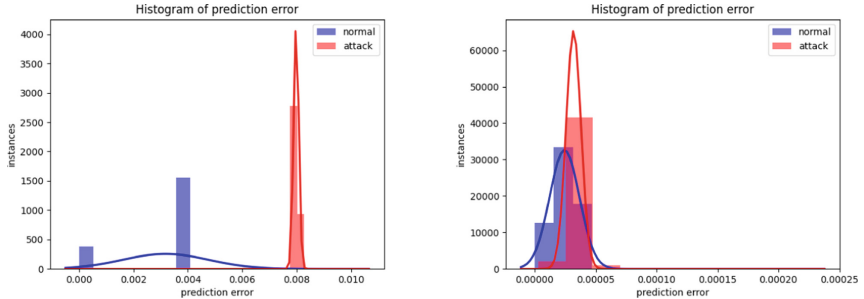 Histogram of prediction error
normal
attack
4000
3500
3000
2500
2000
1500
1000
500
0
instances
0.000 0.002 0.004 0.006 0.008 0.010
prediction error
Histogram of prediction error
normal
attack
60000
50000
40000
30000
20000
10000
0
instances
0.00000 0.00005 0.00010 0.00015 0.00020 0.00025
prediction error